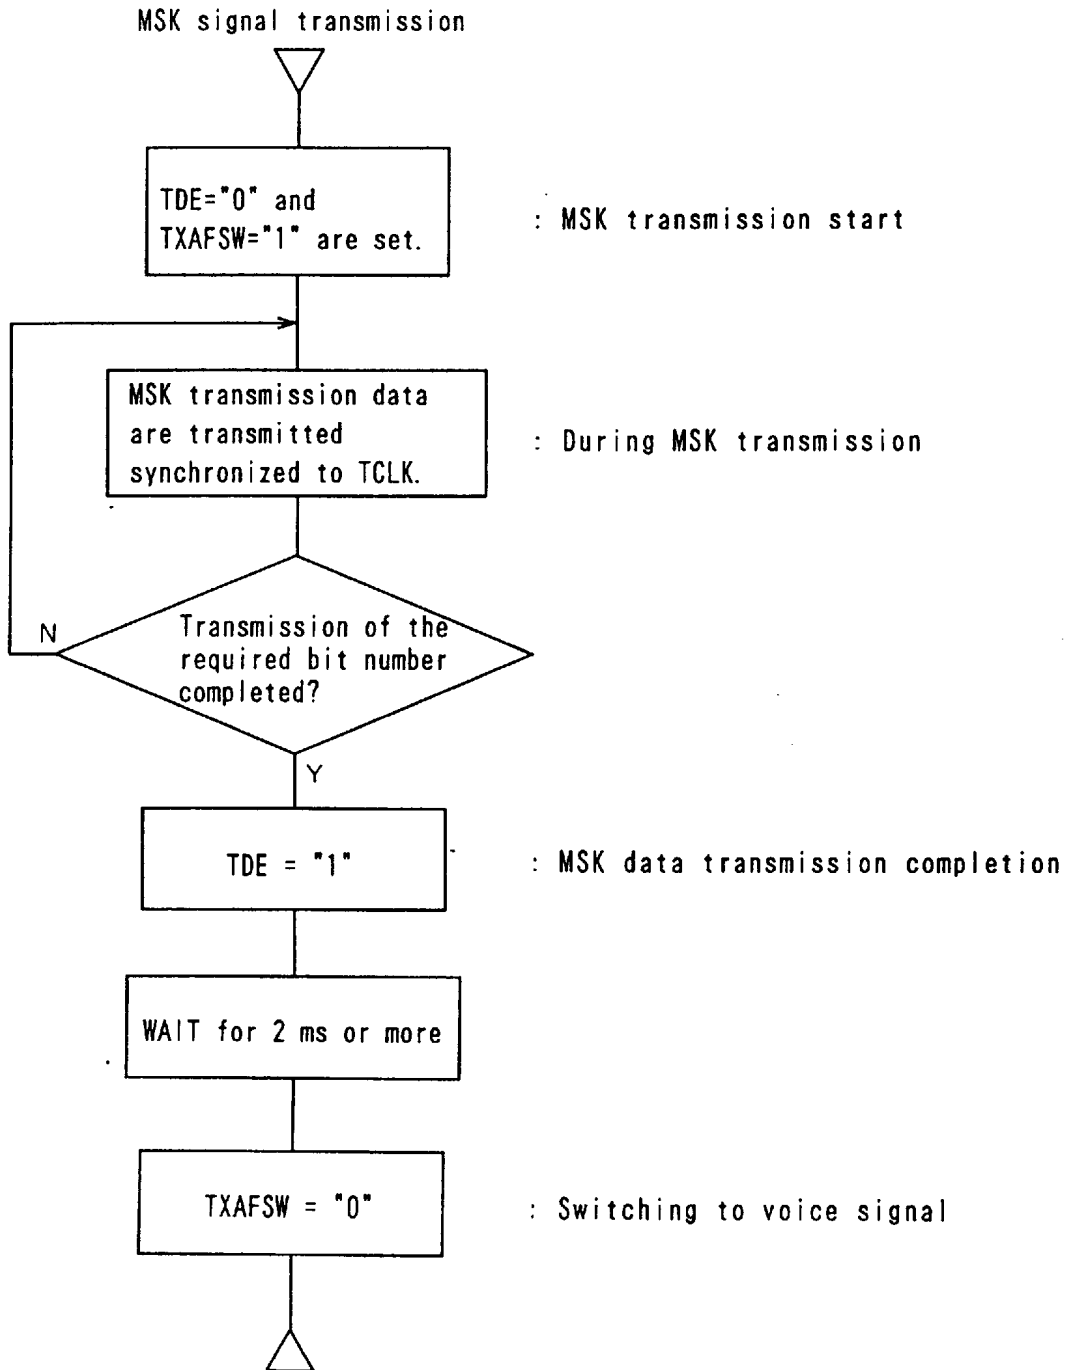 MSK signal transmission
TDE="0" and
TXAFSW="1" are set.
: MSK transmission start
MSK transmission data
are transmitted
synchronized to TCLK.
: During MSK transmission
N
Transmission of the
required bit number
completed?
Y
TDE = "1"
: MSK data transmission completion
WAIT for 2 ms or more
TXAFSW = "0"
: Switching to voice signal